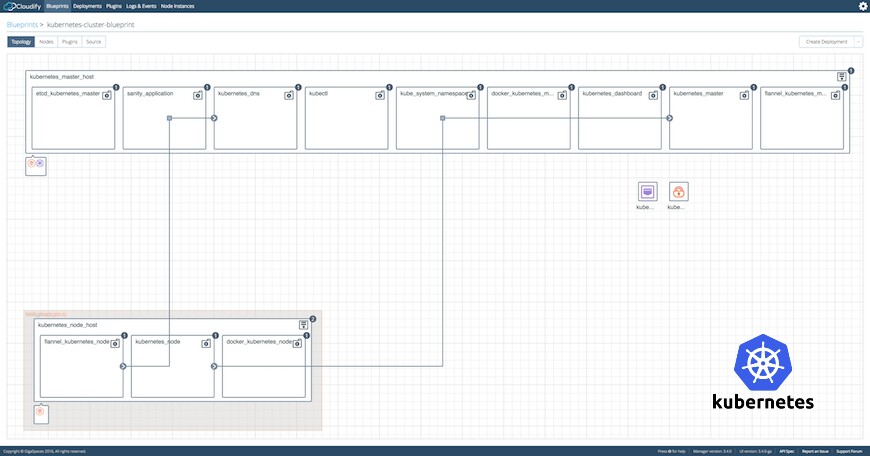 Cloudify Blueprints Deployments Plugins Logs & Events Node Instances
Blueprints > kubernetes-cluster-blueprint
Topology Nodes Plugins Source Create Deployment
1
kubernetes_master_host
1 1 1 1 1 1 1 1 1
etcd_kubernetes_master sanity_application kubernetes_dns kubectl kube_system_namespace docker_kubernetes_m... kubernetes_dashboard kubernetes_master flannel_kubernetes_m...
kube... kube...
2
kubernetes_node_host
1 1 1
flannel_kubernetes_node kubernetes_node docker_kubernetes_node
kubernetes
Copyright © GigaSpaces 2016, All rights reserved. Press for help Manager version: 3.4.0 UI version: 3.4.0-ga API Spec Report an Issue Support Forum